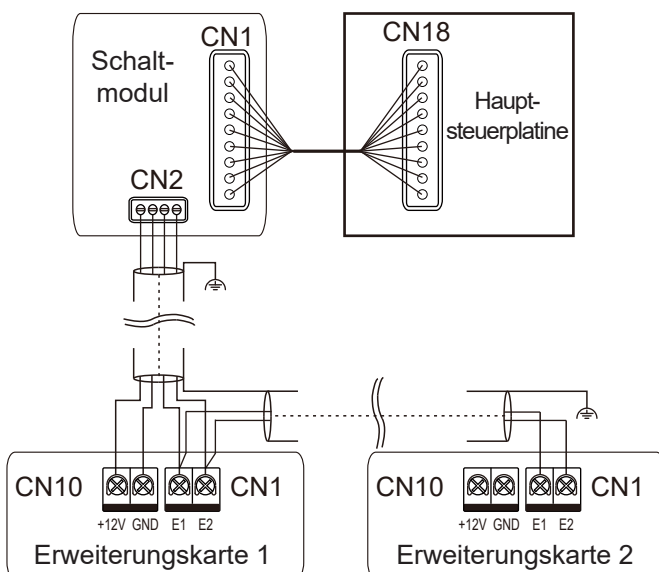 CN1
CN18
Schalt-
modul
Haupt-
steuerplatine
CN2
CN10
CN1
+12V GND E1 E2
Erweiterungskarte 1
CN10
CN1
+12V GND E1 E2
Erweiterungskarte 2